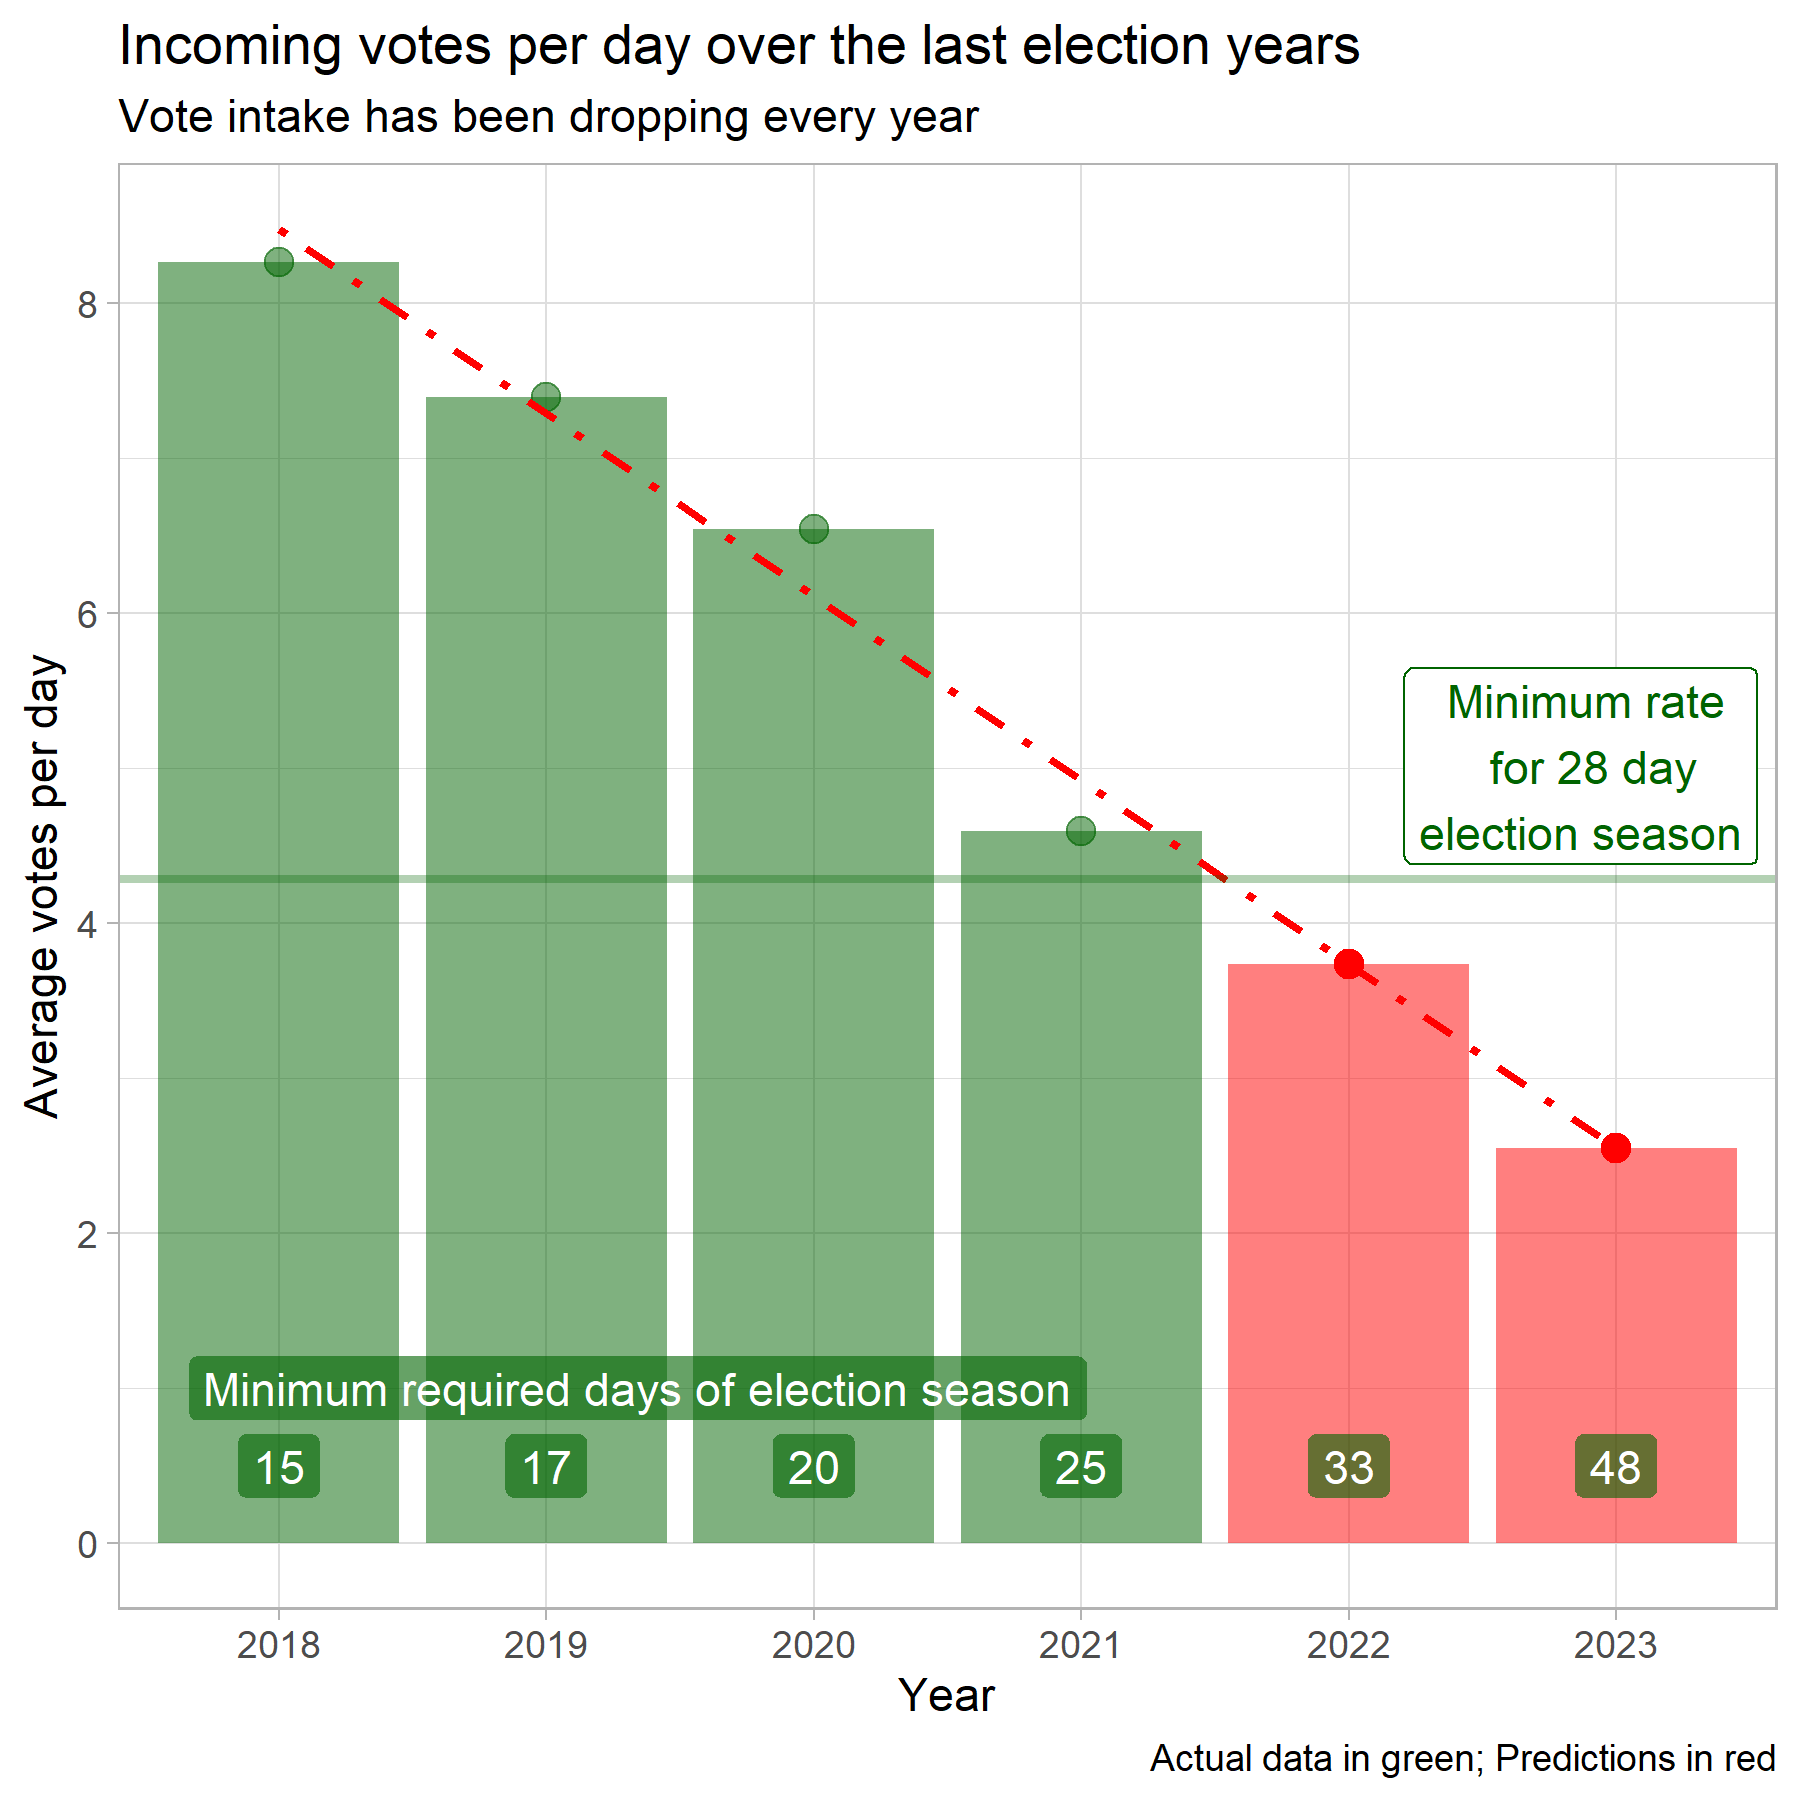 Incoming votes per day over the last election years
Vote intake has been dropping every year
Average votes per day
8
6
4
2
0
Minimum rate
for 28 day
election season
Minimum required days of election season
15 17 20 25 33 48
2018 2019 2020 2021 2022 2023
Year
Actual data in green; Predictions in red